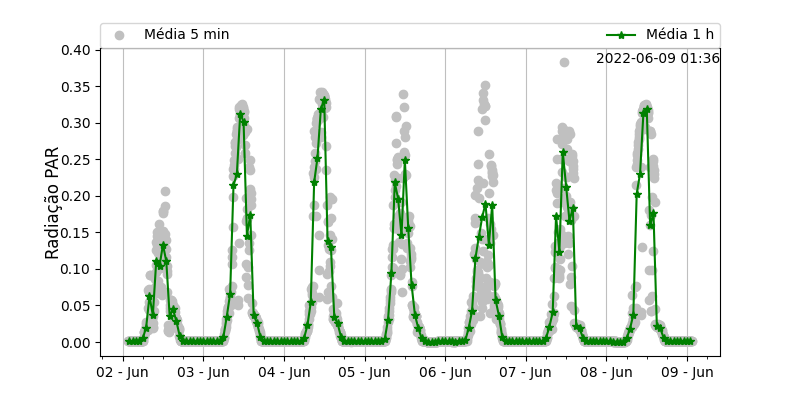 Média 5 min
Média 1 h
2022-06-09 01:36
Radiação PAR
0.40
0.35
0.30
0.25
0.20
0.15
0.10
0.05
0.00
02 - Jun
03 - Jun
04 - Jun
05 - Jun
06 - Jun
07 - Jun
08 - Jun
09 - Jun